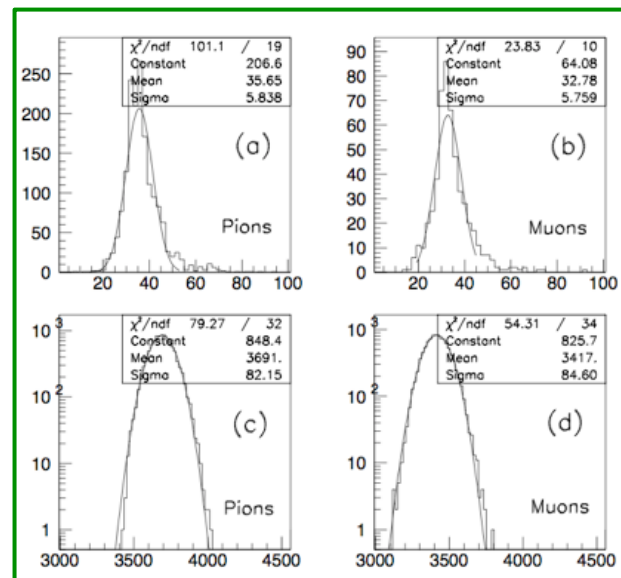 χ²/ndf 101.1 / 19
Constant 206.6
Mean 35.65
Sigma 5.838
250
200
150
100
50
0
(a)
Pions
20 40 60 80 100
χ²/ndf 23.83 / 10
Constant 64.08
Mean 32.78
Sigma 5.759
90
80
70
60
50
40
30
20
10
0
(b)
Muons
20 40 60 80 100
χ²/ndf 79.27 / 32
Constant 848.4
Mean 3691.
Sigma 82.15
10³
10²
10
1
(c)
Pions
3000 3500 4000 4500
χ²/ndf 54.31 / 34
Constant 825.7
Mean 3417.
Sigma 84.60
10³
10²
10
1
(d)
Muons
3000 3500 4000 4500